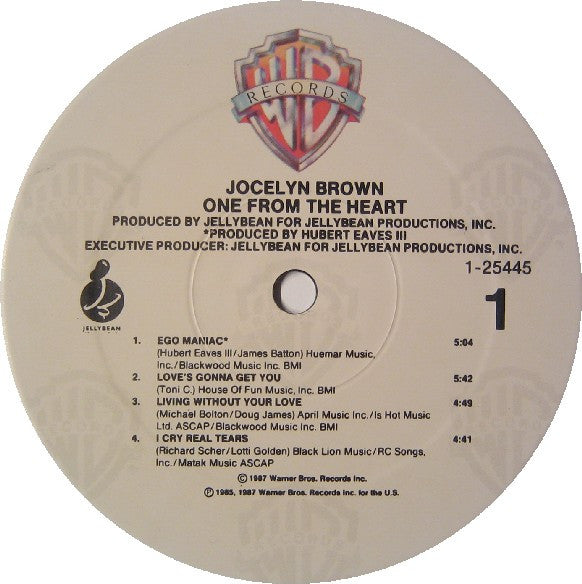 WB
RECORDS
JOCELYN BROWN
ONE FROM THE HEART
PRODUCED BY JELLYBEAN FOR JELLYBEAN PRODUCTIONS, INC.
*PRODUCED BY HUBERT EAVES III
EXECUTIVE PRODUCER: JELLYBEAN FOR JELLYBEAN PRODUCTIONS, INC.
1-25445
1
JELLYBEAN
1. EGO MANIAC* 5:04
(Hubert Eaves III/James Batton) Huemar Music,
Inc./Blackwood Music Inc. BMI
2. LOVE'S GONNA GET YOU 5:42
(Toni C.) House Of Fun Music, Inc. BMI
3. LIVING WITHOUT YOUR LOVE 4:49
(Michael Bolton/Doug James) April Music Inc./Is Hot Music
Ltd. ASCAP/Blackwood Music Inc. BMI
4. I CRY REAL TEARS 4:41
(Richard Scher/Lotti Golden) Black Lion Music/RC Songs,
Inc./Matak Music ASCAP
© 1987 Warner Bros. Records Inc.
℗ 1985, 1987 Warner Bros. Records Inc. for the U.S.